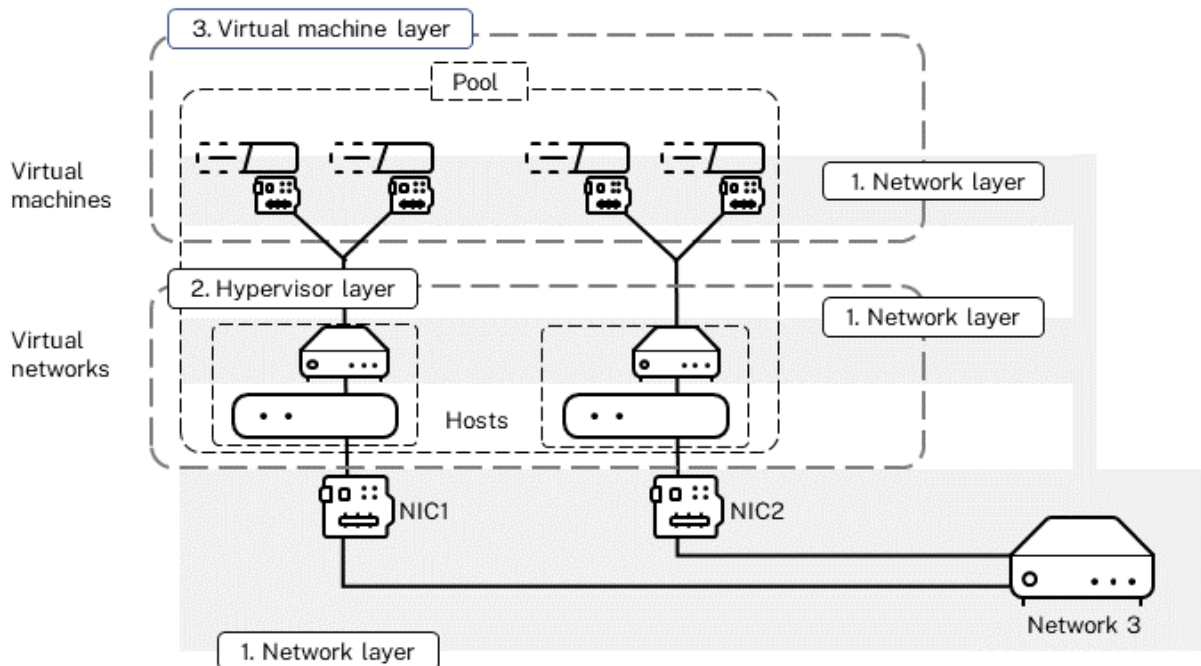 3. Virtual machine layer
Pool
Virtual
machines
1. Network layer
2. Hypervisor layer
1. Network layer
Virtual
networks
Hosts
NIC1
NIC2
Network 3
1. Network layer